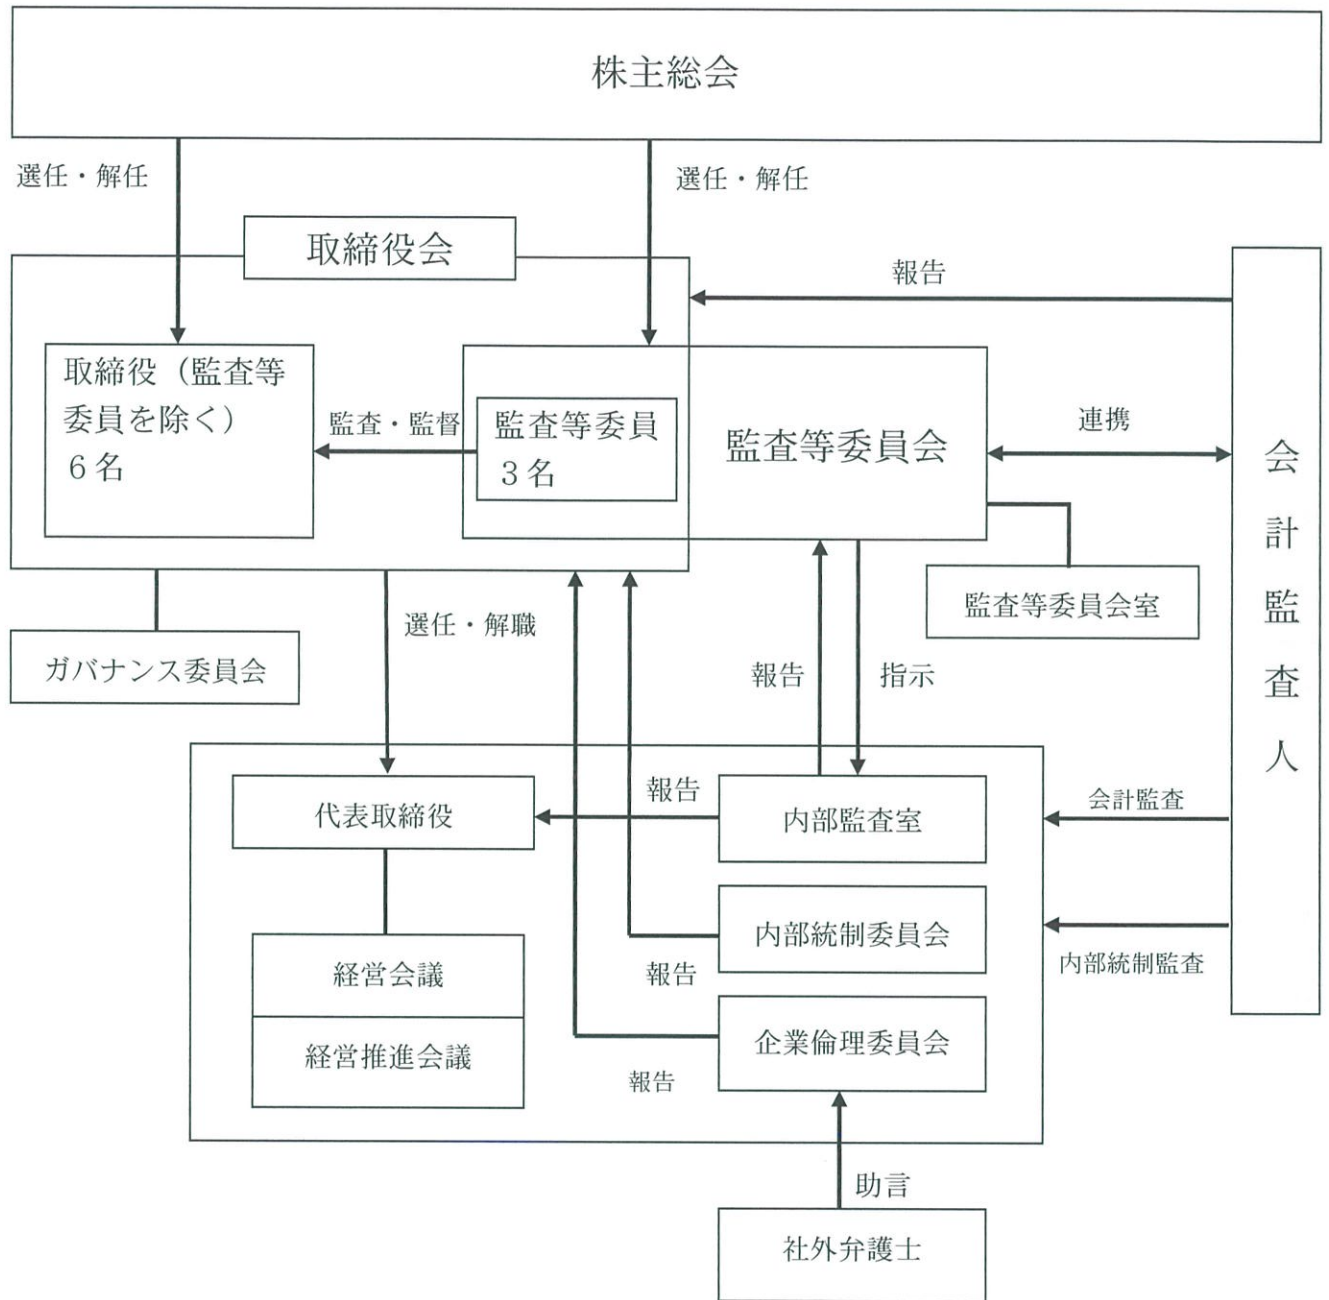 株主総会
選任・解任
選任・解任
取締役会
報告
取締役（監査等
委員を除く）
６名
監査・監督
監査等委員
３名
監査等委員会
連携
会計監査人
監査等委員会室
ガバナンス委員会
選任・解職
報告
指示
代表取締役
報告
内部監査室
会計監査
内部統制委員会
報告
内部統制監査
経営会議
経営推進会議
企業倫理委員会
報告
助言
社外弁護士